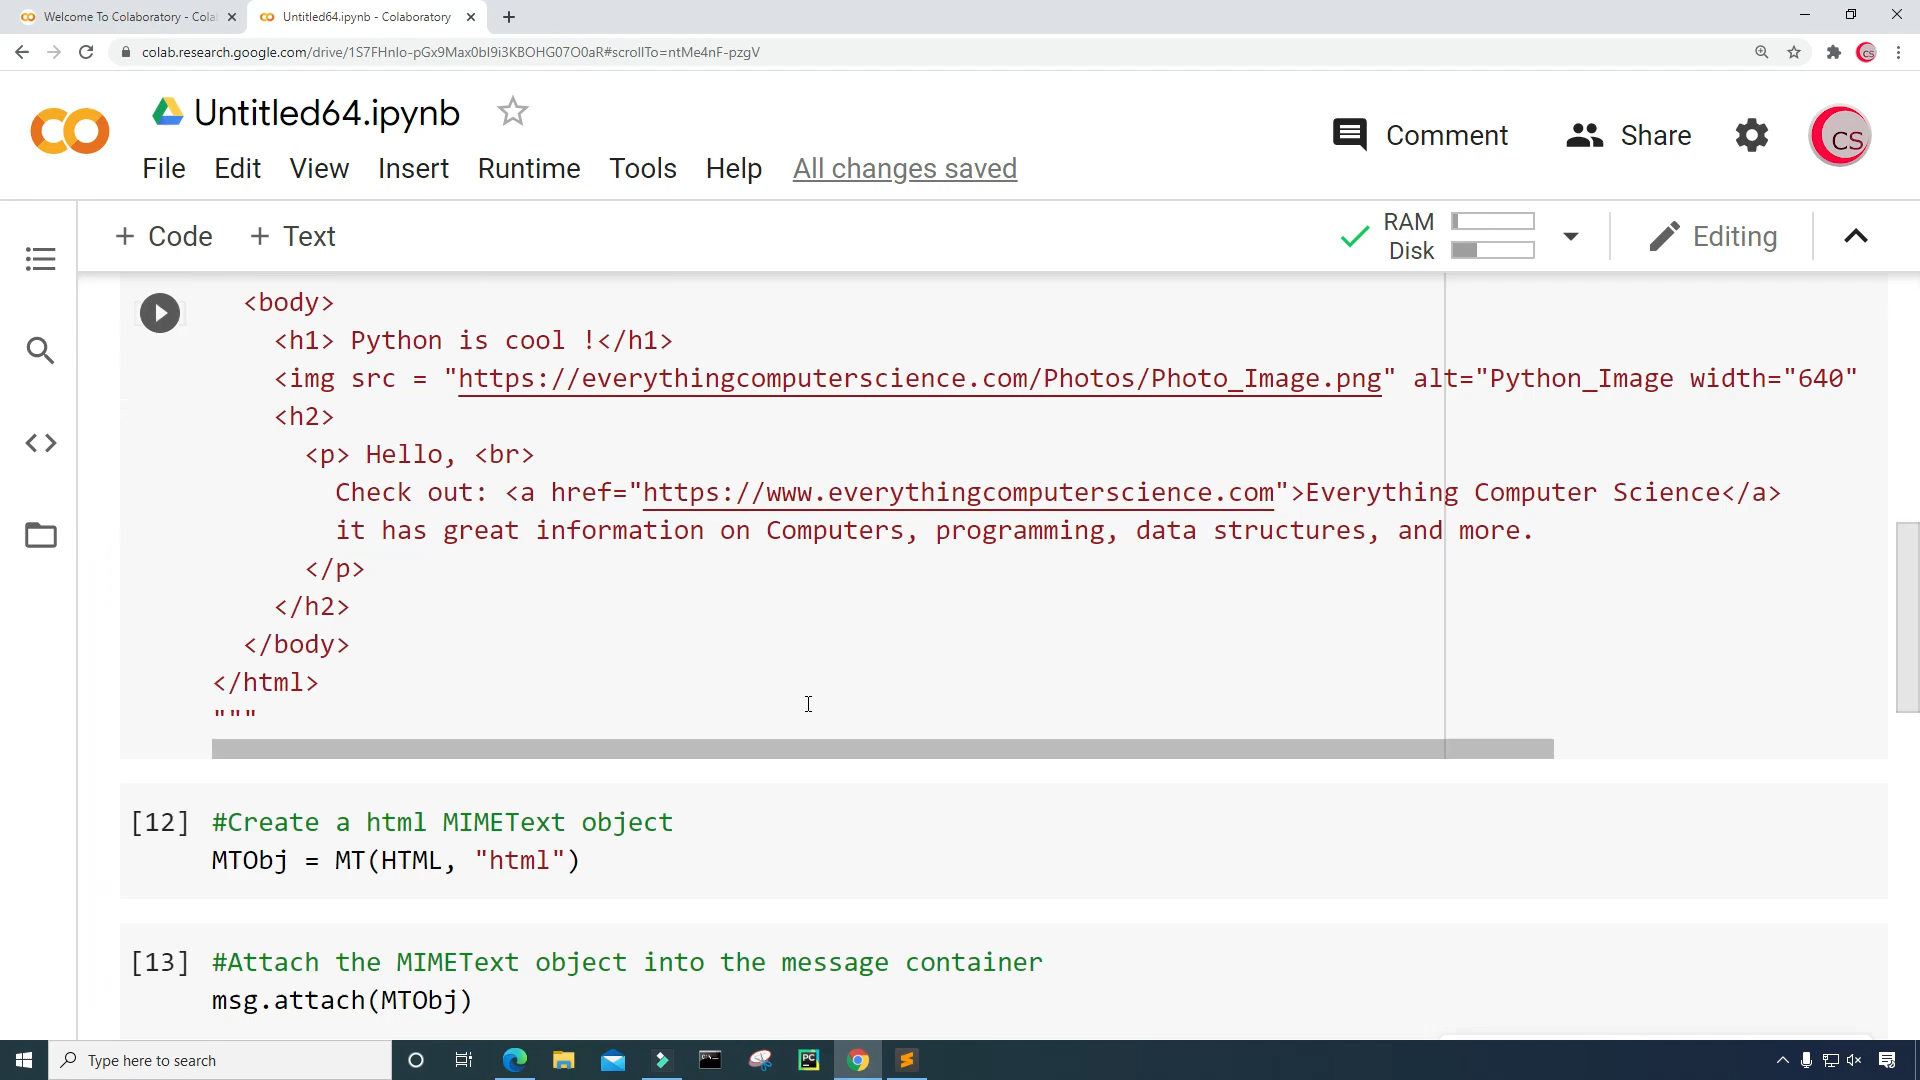 Welcome To Colaboratory - Cola
Untitled64.ipynb - Colaboratory
colab.research.google.com/drive/1S7FHnIo-pGx9Max0bI9i3KBOHG07O0aR#scrollTo=ntMe4nF-pzgV
CS
Untitled64.ipynb
Comment
Share
CS
File Edit View Insert Runtime Tools Help All changes saved
+ Code + Text
RAM
Disk
Editing
<body>
<h1> Python is cool !</h1>
<img src = "https://everythingcomputerscience.com/Photos/Photo_Image.png" alt="Python_Image width="640"
<h2>
<p> Hello, <br>
Check out: <a href="https://www.everythingcomputerscience.com">Everything Computer Science</a>
it has great information on Computers, programming, data structures, and more.
</p>
</h2>
</body>
</html>
"""
[12] #Create a html MIMEText object
MTObj = MT(HTML, "html")
[13] #Attach the MIMEText object into the message container
msg.attach(MTObj)
Type here to search
PC